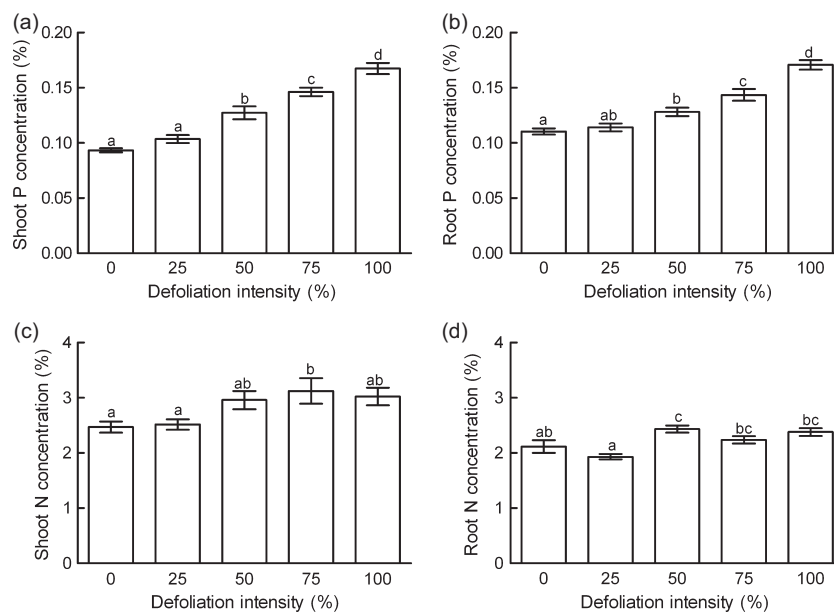 (a)
Shoot P concentration (%)
0.20
0.15
0.10
0.05
0.00
a
a
b
c
d
0 25 50 75 100
Defoliation intensity (%)
(b)
Root P concentration (%)
0.20
0.15
0.10
0.05
0.00
a
ab
b
c
d
0 25 50 75 100
Defoliation intensity (%)
(c)
Shoot N concentration (%)
4
3
2
1
0
a
a
ab
b
ab
0 25 50 75 100
Defoliation intensity (%)
(d)
Root N concentration (%)
4
3
2
1
0
ab
a
c
bc
bc
0 25 50 75 100
Defoliation intensity (%)